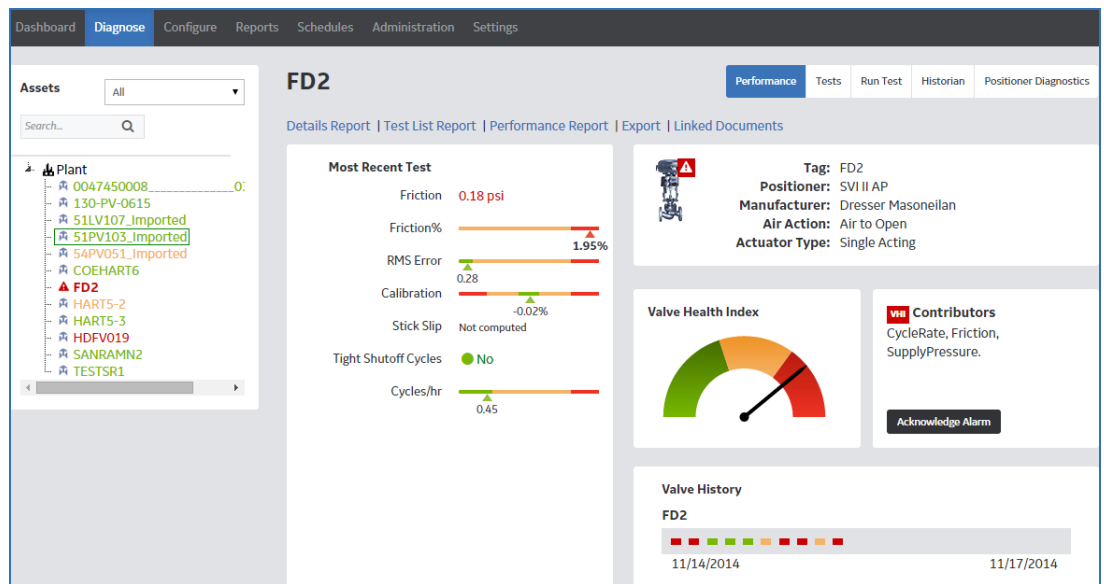 Dashboard Diagnose Configure Reports Schedules Administration Settings
Assets All
Search...
Plant
0047450008____________0
130-PV-0615
51LV107_Imported
51PV103_Imported
54PV051_Imported
COEHART6
FD2
HART5-2
HART5-3
HDFV019
SANRAMN2
TESTSR1
FD2
Performance Tests Run Test Historian Positioner Diagnostics
Details Report | Test List Report | Performance Report | Export | Linked Documents
Most Recent Test
Friction 0.18 psi
Friction%
1.95%
RMS Error
0.28
Calibration
-0.02%
Stick Slip Not computed
Tight Shutoff Cycles No
Cycles/hr
0.45
Tag: FD2
Positioner: SVI II AP
Manufacturer: Dresser Masoneilan
Air Action: Air to Open
Actuator Type: Single Acting
Valve Health Index
VHI Contributors
CycleRate, Friction,
SupplyPressure.
Acknowledge Alarm
Valve History
FD2
11/14/2014 11/17/2014